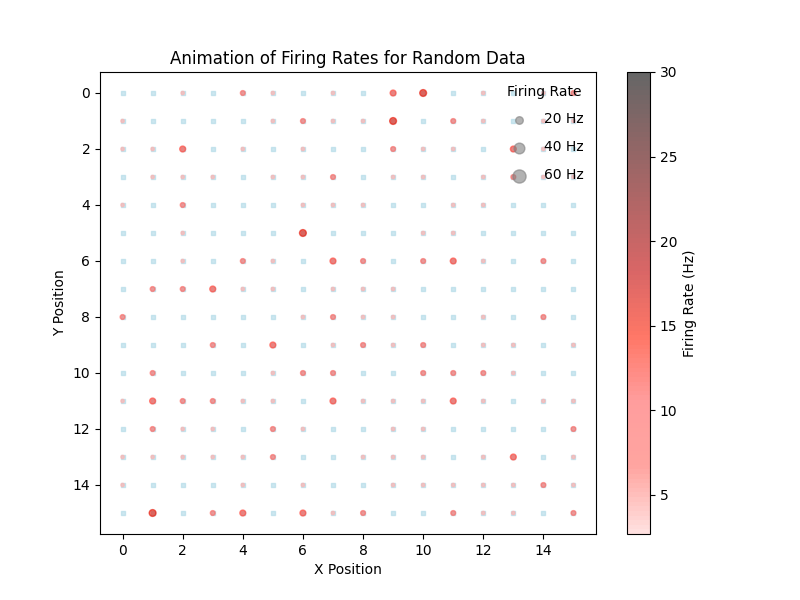 Animation of Firing Rates for Random Data
Firing Rate
20 Hz
40 Hz
60 Hz
0
2
4
6
8
10
12
14
Y Position
0 2 4 6 8 10 12 14
X Position
30
25
20
15
10
5
Firing Rate (Hz)